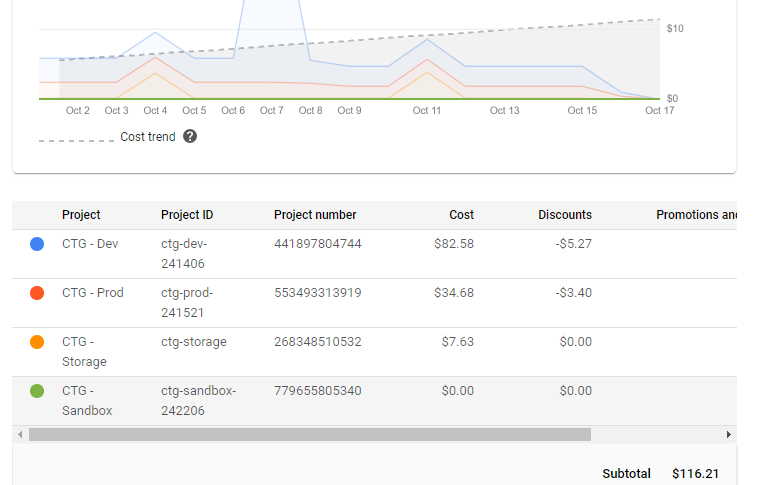 $10
$0
Oct 2 Oct 3 Oct 4 Oct 5 Oct 6 Oct 7 Oct 8 Oct 9 Oct 11 Oct 13 Oct 15 Oct 17
Cost trend ?
Project Project ID Project number Cost Discounts Promotions and
CTG - Dev ctg-dev- 441897804744 $82.58 -$5.27
241406
CTG - Prod ctg-prod- 553493313919 $34.68 -$3.40
241521
CTG - ctg-storage 268348510532 $7.63 $0.00
Storage
CTG - ctg-sandbox- 779655805340 $0.00 $0.00
Sandbox 242206
Subtotal $116.21